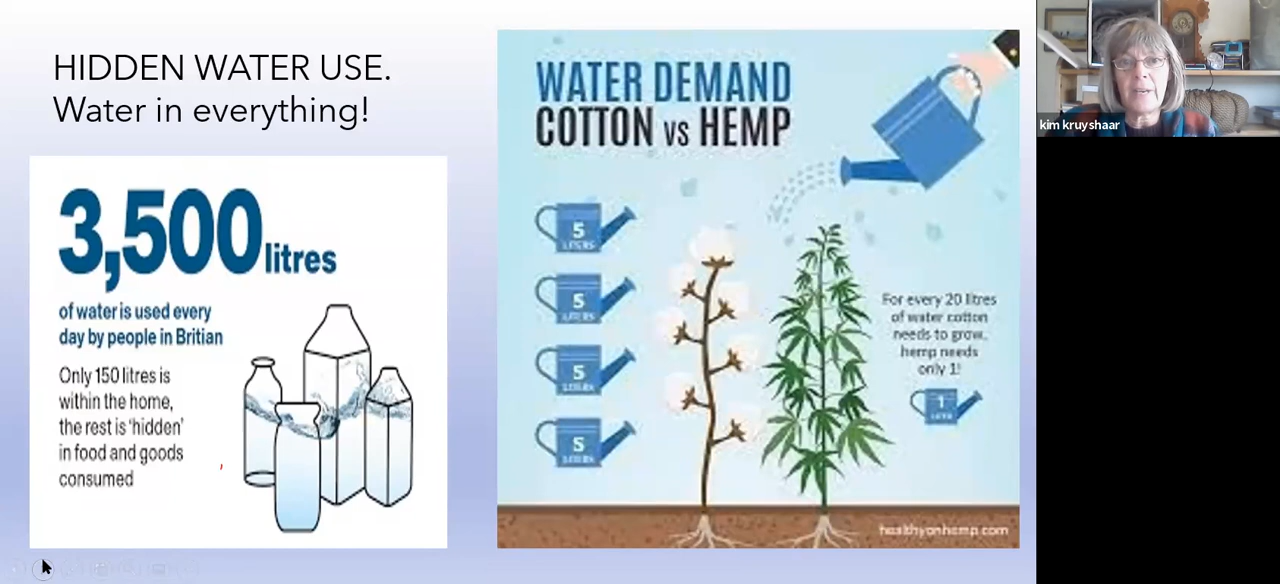 HIDDEN WATER USE.
Water in everything!
3,500 litres
of water is used every
day by people in Britian
Only 150 litres is
within the home,
the rest is 'hidden'
in food and goods
consumed
WATER DEMAND
COTTON vs HEMP
5
LITERS
5
LITERS
5
LITERS
5
LITERS
For every 20 litres
of water cotton
needs to grow,
hemp needs
only 1!
1
LITER
healthyonhemp.com
kim kruyshaar